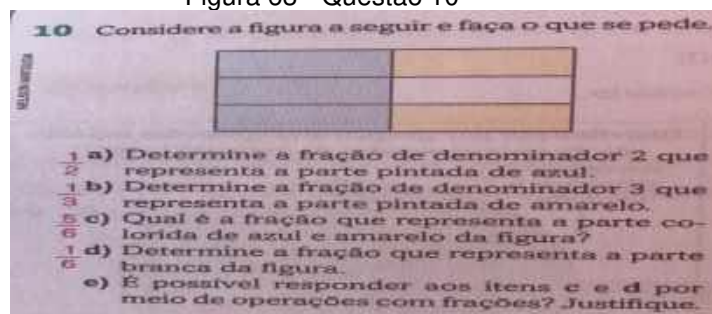 Figura 08 - Questão 10
10 Considere a figura a seguir e faça o que se pede.
1/2 a) Determine a fração de denominador 2 que
representa a parte pintada de azul.
1/3 b) Determine a fração de denominador 3 que
representa a parte pintada de amarelo.
5/6 c) Qual é a fração que representa a parte co-
lorida de azul e amarelo da figura?
1/6 d) Determine a fração que representa a parte
branca da figura.
e) É possível responder aos itens c e d por
meio de operações com frações? Justifique.